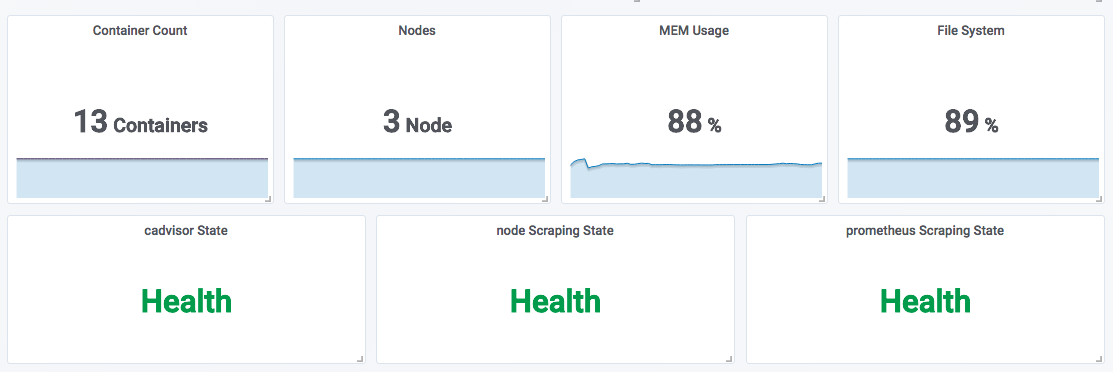 Container Count
Nodes
MEM Usage
File System
13 Containers
3 Node
88 %
89 %
cadvisor State
node Scraping State
prometheus Scraping State
Health
Health
Health